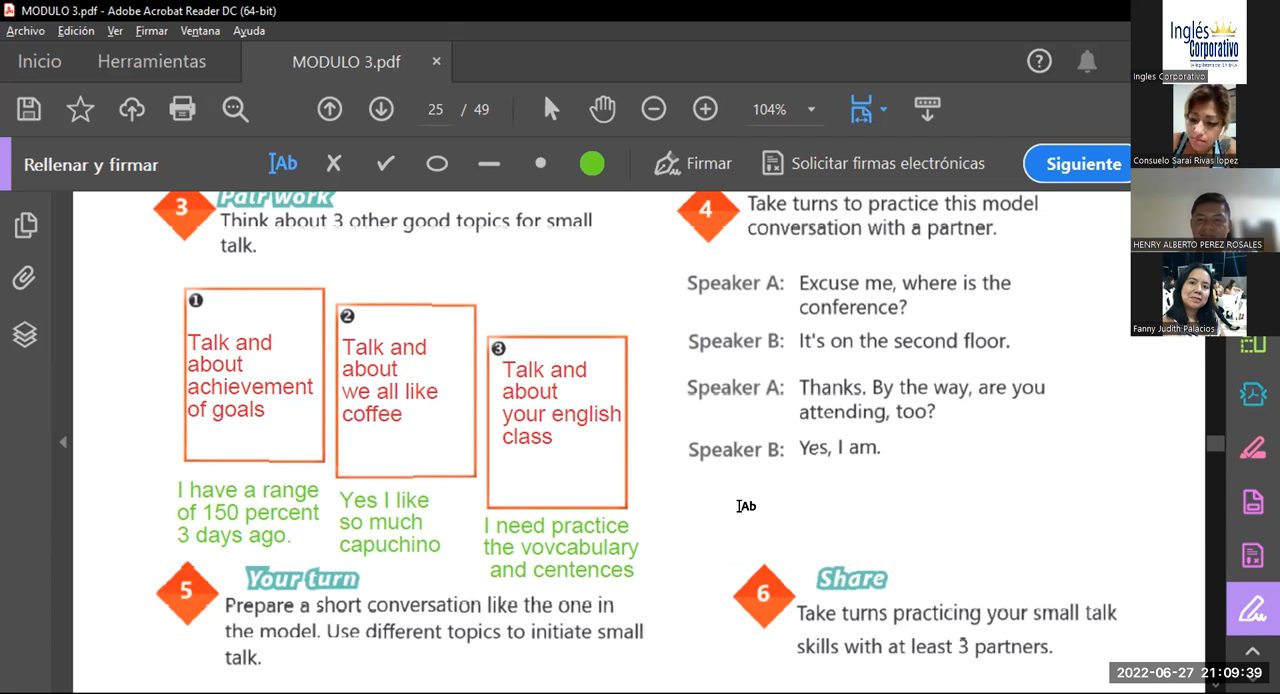 MODULO 3.pdf - Adobe Acrobat Reader DC (64-bit)
Archivo Edición Ver Firmar Ventana Ayuda
Inicio Herramientas MODULO 3.pdf ×
25 / 49 104%
Rellenar y firmar Ab Firmar Solicitar firmas electrónicas Siguiente
Inglés
Corporativo
Ingles Corporativo
Consuelo Sarai Rivas lopez
HENRY ALBERTO PEREZ ROSALES
Fanny Judith Palacios
3 Pair work
Think about 3 other good topics for small
talk.
1
Talk and
about
achievement
of goals
I have a range
of 150 percent
3 days ago.
2
Talk and
about
we all like
coffee
Yes I like
so much
capuchino
3
Talk and
about
your english
class
I need practice
the vovcabulary
and centences
4 Take turns to practice this model
conversation with a partner.
Speaker A: Excuse me, where is the
conference?
Speaker B: It's on the second floor.
Speaker A: Thanks. By the way, are you
attending, too?
Speaker B: Yes, I am.
Ab
5 Your turn
Prepare a short conversation like the one in
the model. Use different topics to initiate small
talk.
6 Share
Take turns practicing your small talk
skills with at least 3 partners.
2022-06-27 21:09:39